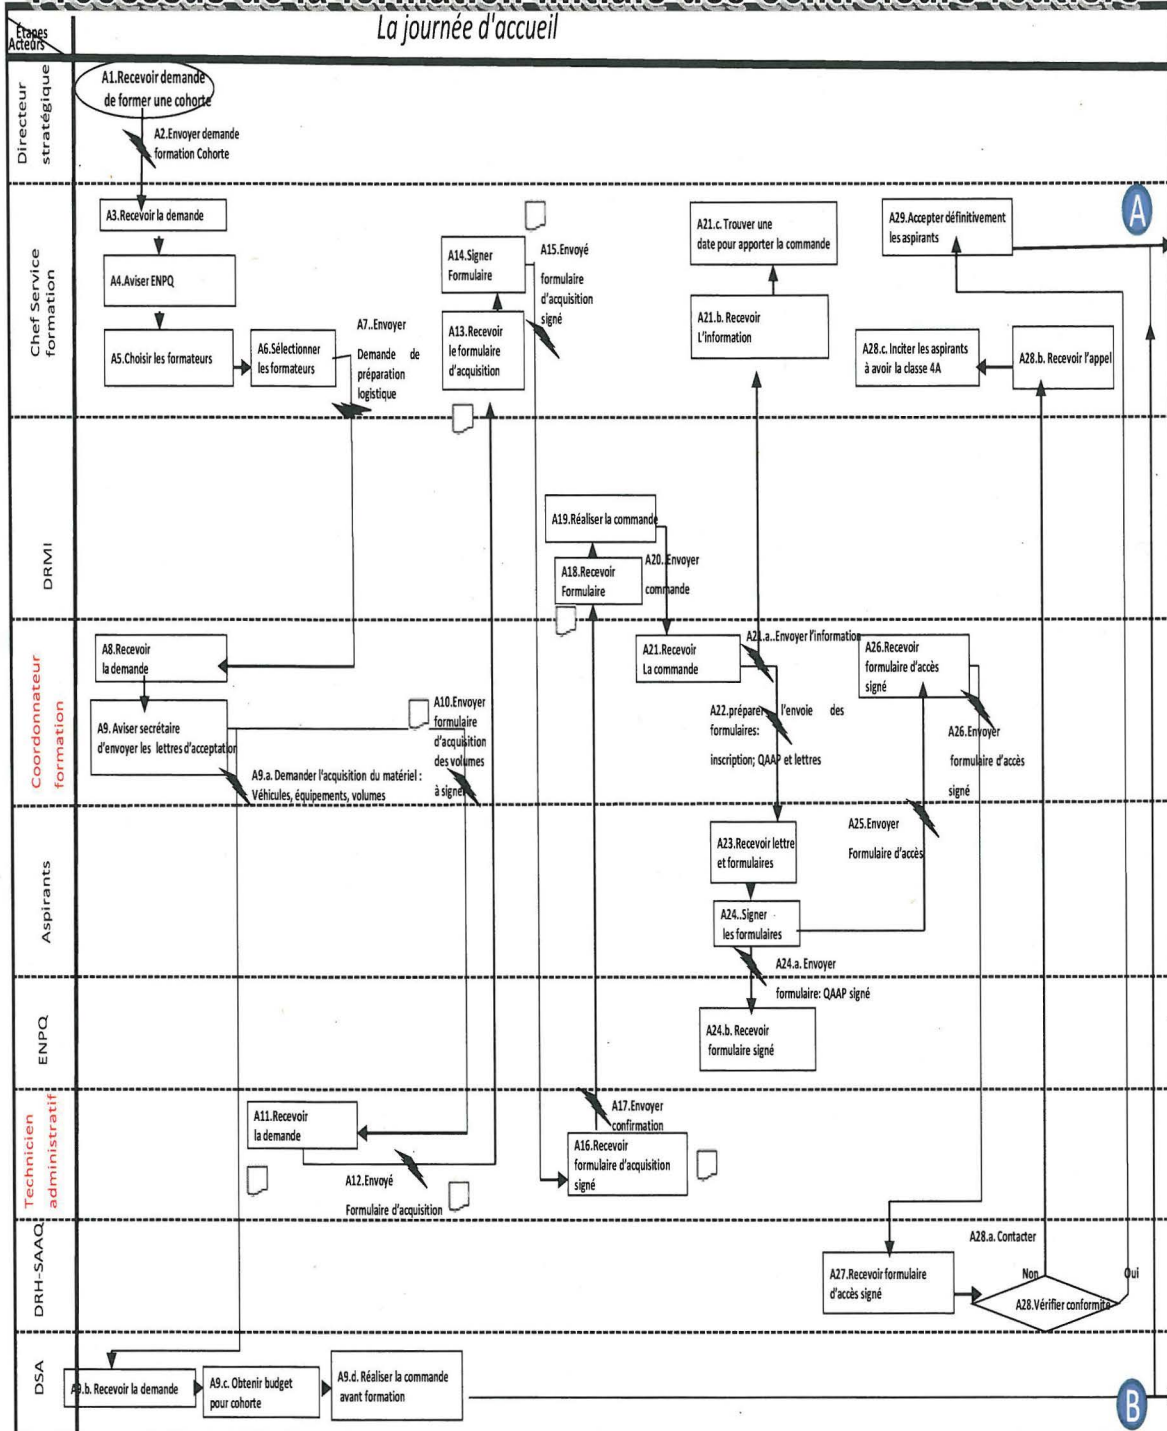 Processus de la formation initiale des contrôleurs routiers
La journée d'accueil
Étapes
Acteurs
Directeur
stratégique
A1.Recevoir demande
de former une cohorte
A2.Envoyer demande
formation Cohorte
Chef Service
formation
A3.Recevoir la demande
A4.Aviser ENPQ
A5.Choisir les formateurs
A6.Sélectionner
les formateurs
A7..Envoyer
Demande de
préparation
logistique
A14.Signer
Formulaire
A13.Recevoir
le formulaire
d'acquisition
A15.Envoyé
formulaire
d'acquisition
signé
A21.c. Trouver une
date pour apporter la commande
A21.b. Recevoir
L'information
A29.Accepter définitivement
les aspirants
A28.c. Inciter les aspirants
à avoir la classe 4A
A28.b. Recevoir l'appel
A
DRMI
A19.Réaliser la commande
A18.Recevoir
Formulaire
A20..Envoyer
commande
Coordonnateur
formation
A8.Recevoir
la demande
A9. Aviser secrétaire
d'envoyer les lettres d'acceptation
A9.a. Demander l'acquisition du matériel :
Véhicules, équipements, volumes
A10.Envoyer
formulaire
d'acquisition
des volumes
à signer
A21.Recevoir
La commande
A21.a..Envoyer l'information
A22.préparer l'envoie des
formulaires:
inscription; QAAP et lettres
A26.Recevoir
formulaire d'accès
signé
A26.Envoyer
formulaire d'accès
signé
Aspirants
A23.Recevoir lettre
et formulaires
A24..Signer
les formulaires
A25.Envoyer
Formulaire d'accès
A24.a. Envoyer
formulaire: QAAP signé
ENPQ
A24.b. Recevoir
formulaire signé
Technicien
administratif
A11.Recevoir
la demande
A12.Envoyé
Formulaire d'acquisition
A17.Envoyer
confirmation
A16.Recevoir
formulaire d'acquisition
signé
DRH-SAAQ
A27.Recevoir formulaire
d'accès signé
A28.a. Contacter
Non
Oui
A28.Vérifier conformité
DSA
A9.b. Recevoir la demande
A9.c. Obtenir budget
pour cohorte
A9.d. Réaliser la commande
avant formation
B